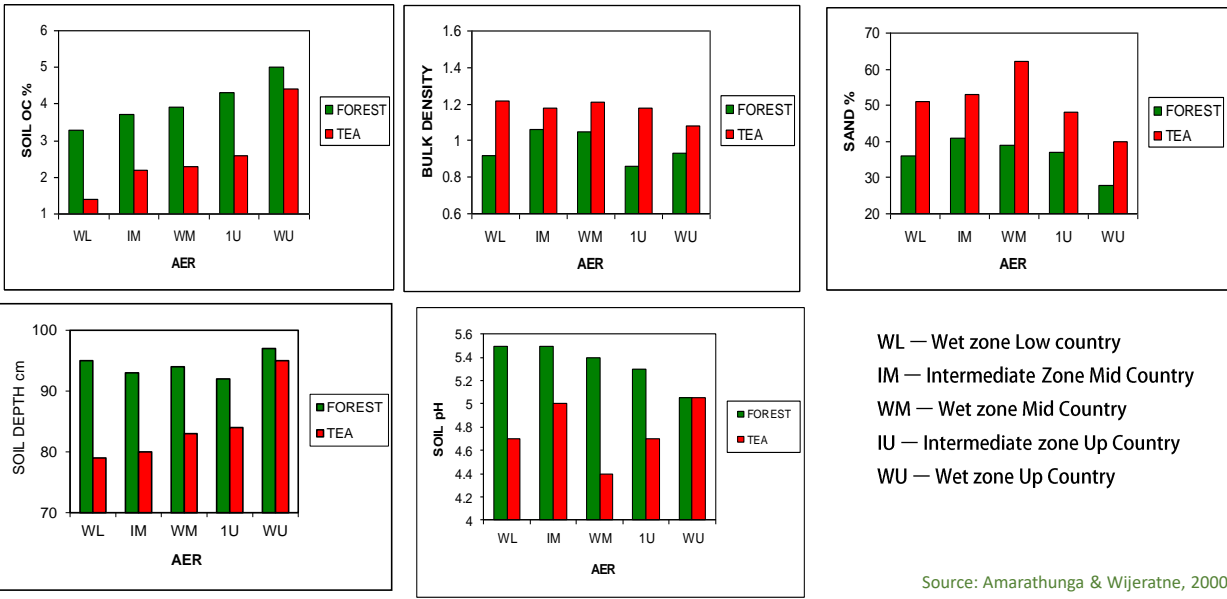 SOIL OC %
6
5
4
3
2
1
WL IM WM 1U WU
AER
FOREST
TEA
BULK DENSITY
1.6
1.4
1.2
1
0.8
0.6
WL IM WM 1U WU
AER
FOREST
TEA
SAND %
70
60
50
40
30
20
WL IM WM 1U WU
AER
FOREST
TEA
SOIL DEPTH cm
100
90
80
70
WL IM WM 1U WU
AER
FOREST
TEA
SOIL pH
5.6
5.4
5.2
5.0
4.8
4.6
4.4
4.2
4
WL IM WM 1U WU
AER
FOREST
TEA
WL — Wet zone Low country
IM — Intermediate Zone Mid Country
WM — Wet zone Mid Country
IU — Intermediate zone Up Country
WU — Wet zone Up Country
Source: Amarathunga & Wijeratne, 2000